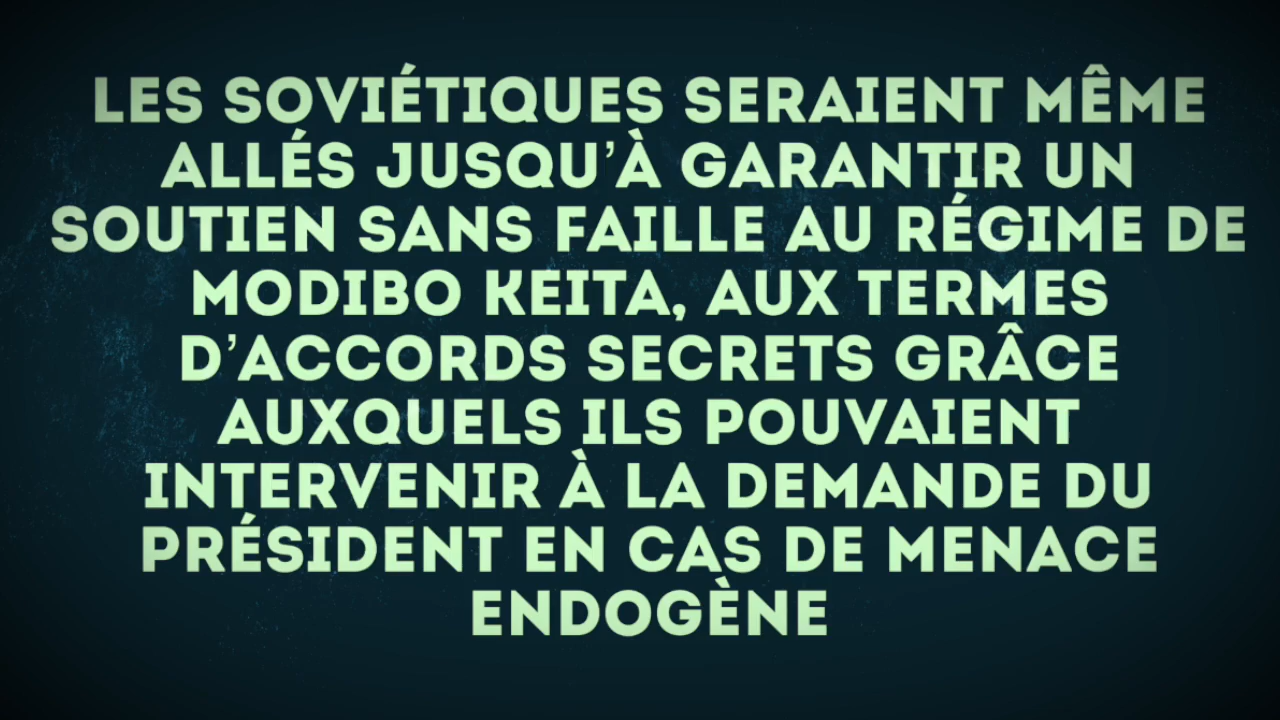 LES SOVIÉTIQUES SERAIENT MÊME
ALLÉS JUSQU’À GARANTIR UN
SOUTIEN SANS FAILLE AU RÉGIME DE
MODIBO KEITA, AUX TERMES
D’ACCORDS SECRETS GRÂCE
AUXQUELS ILS POUVAIENT
INTERVENIR À LA DEMANDE DU
PRÉSIDENT EN CAS DE MENACE
ENDOGÈNE